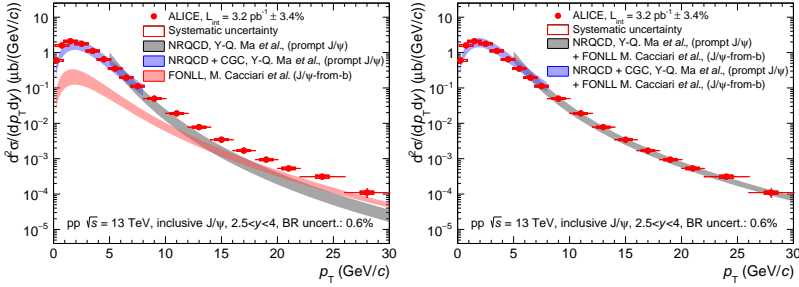 d²σ/(dp_T dy) (μb/(GeV/c))
10
1
10⁻¹
10⁻²
10⁻³
10⁻⁴
10⁻⁵
ALICE, L_int = 3.2 pb⁻¹ ± 3.4%
Systematic uncertainty
NRQCD, Y-Q. Ma et al., (prompt J/ψ)
NRQCD + CGC, Y-Q. Ma et al., (prompt J/ψ)
FONLL, M. Cacciari et al. (J/ψ-from-b)
pp √s = 13 TeV, inclusive J/ψ, 2.5<y<4, BR uncert.: 0.6%
0 5 10 15 20 25 30
p_T (GeV/c)
d²σ/(dp_T dy) (μb/(GeV/c))
10
1
10⁻¹
10⁻²
10⁻³
10⁻⁴
10⁻⁵
ALICE, L_int = 3.2 pb⁻¹ ± 3.4%
Systematic uncertainty
NRQCD, Y-Q. Ma et al., (prompt J/ψ)
+ FONLL M. Cacciari et al., (J/ψ-from-b)
NRQCD + CGC, Y-Q. Ma et al., (prompt J/ψ)
+ FONLL M. Cacciari et al., (J/ψ-from-b)
pp √s = 13 TeV, inclusive J/ψ, 2.5<y<4, BR uncert.: 0.6%
0 5 10 15 20 25 30
p_T (GeV/c)